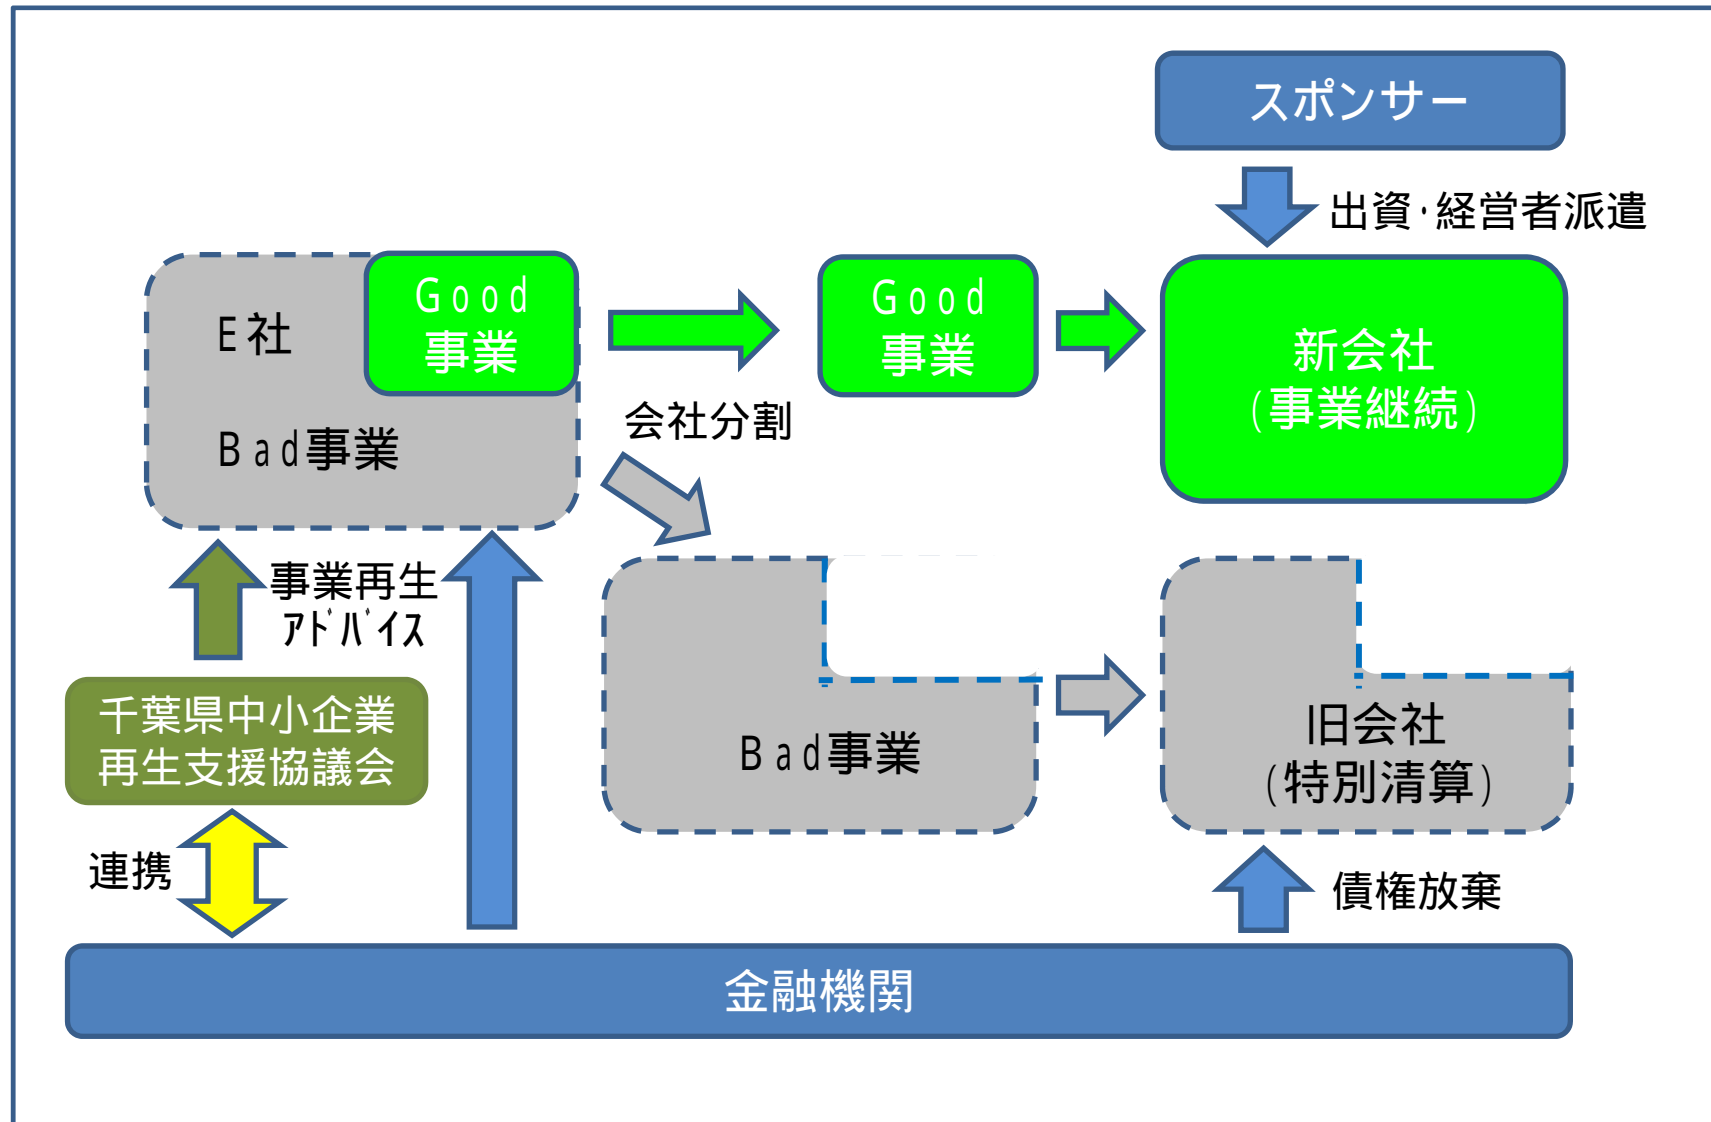 スポンサー
出資・経営者派遣
E社
Good
事業
Bad事業
会社分割
Good
事業
新会社
(事業継続)
事業再生
ｱﾄﾞﾊﾞｲｽ
千葉県中小企業
再生支援協議会
Bad事業
旧会社
(特別清算)
連携
債権放棄
金融機関